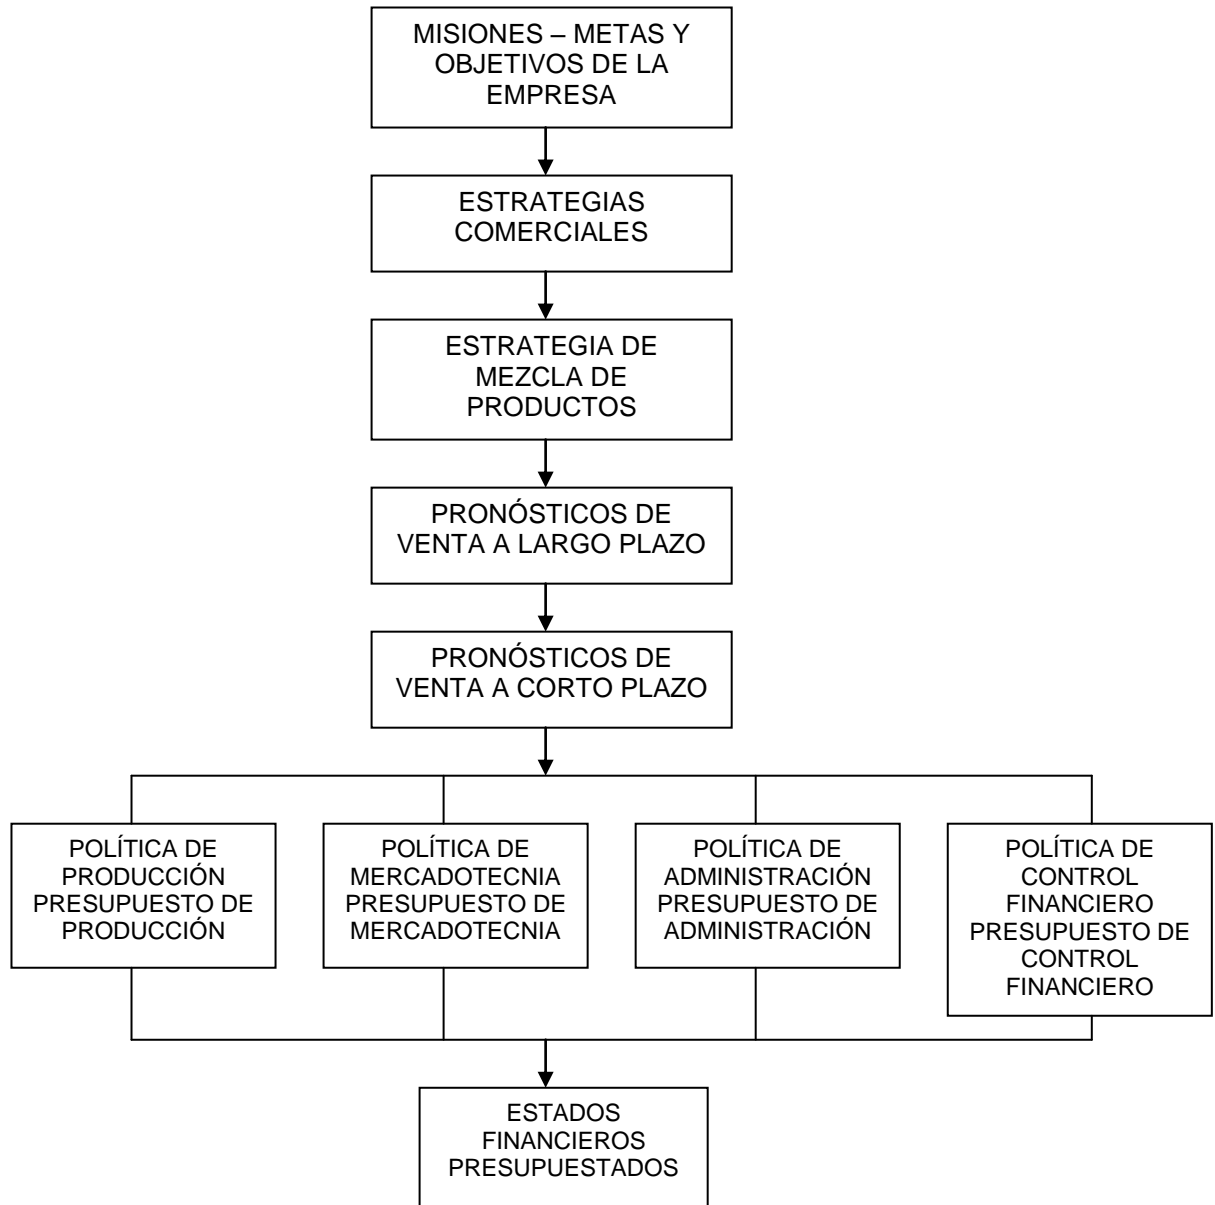 MISIONES – METAS Y
OBJETIVOS DE LA
EMPRESA
ESTRATEGIAS
COMERCIALES
ESTRATEGIA DE
MEZCLA DE
PRODUCTOS
PRONÓSTICOS DE
VENTA A LARGO PLAZO
PRONÓSTICOS DE
VENTA A CORTO PLAZO
POLÍTICA DE
PRODUCCIÓN
PRESUPUESTO DE
PRODUCCIÓN
POLÍTICA DE
MERCADOTECNIA
PRESUPUESTO DE
MERCADOTECNIA
POLÍTICA DE
ADMINISTRACIÓN
PRESUPUESTO DE
ADMINISTRACIÓN
POLÍTICA DE
CONTROL
FINANCIERO
PRESUPUESTO DE
CONTROL
FINANCIERO
ESTADOS
FINANCIEROS
PRESUPUESTADOS